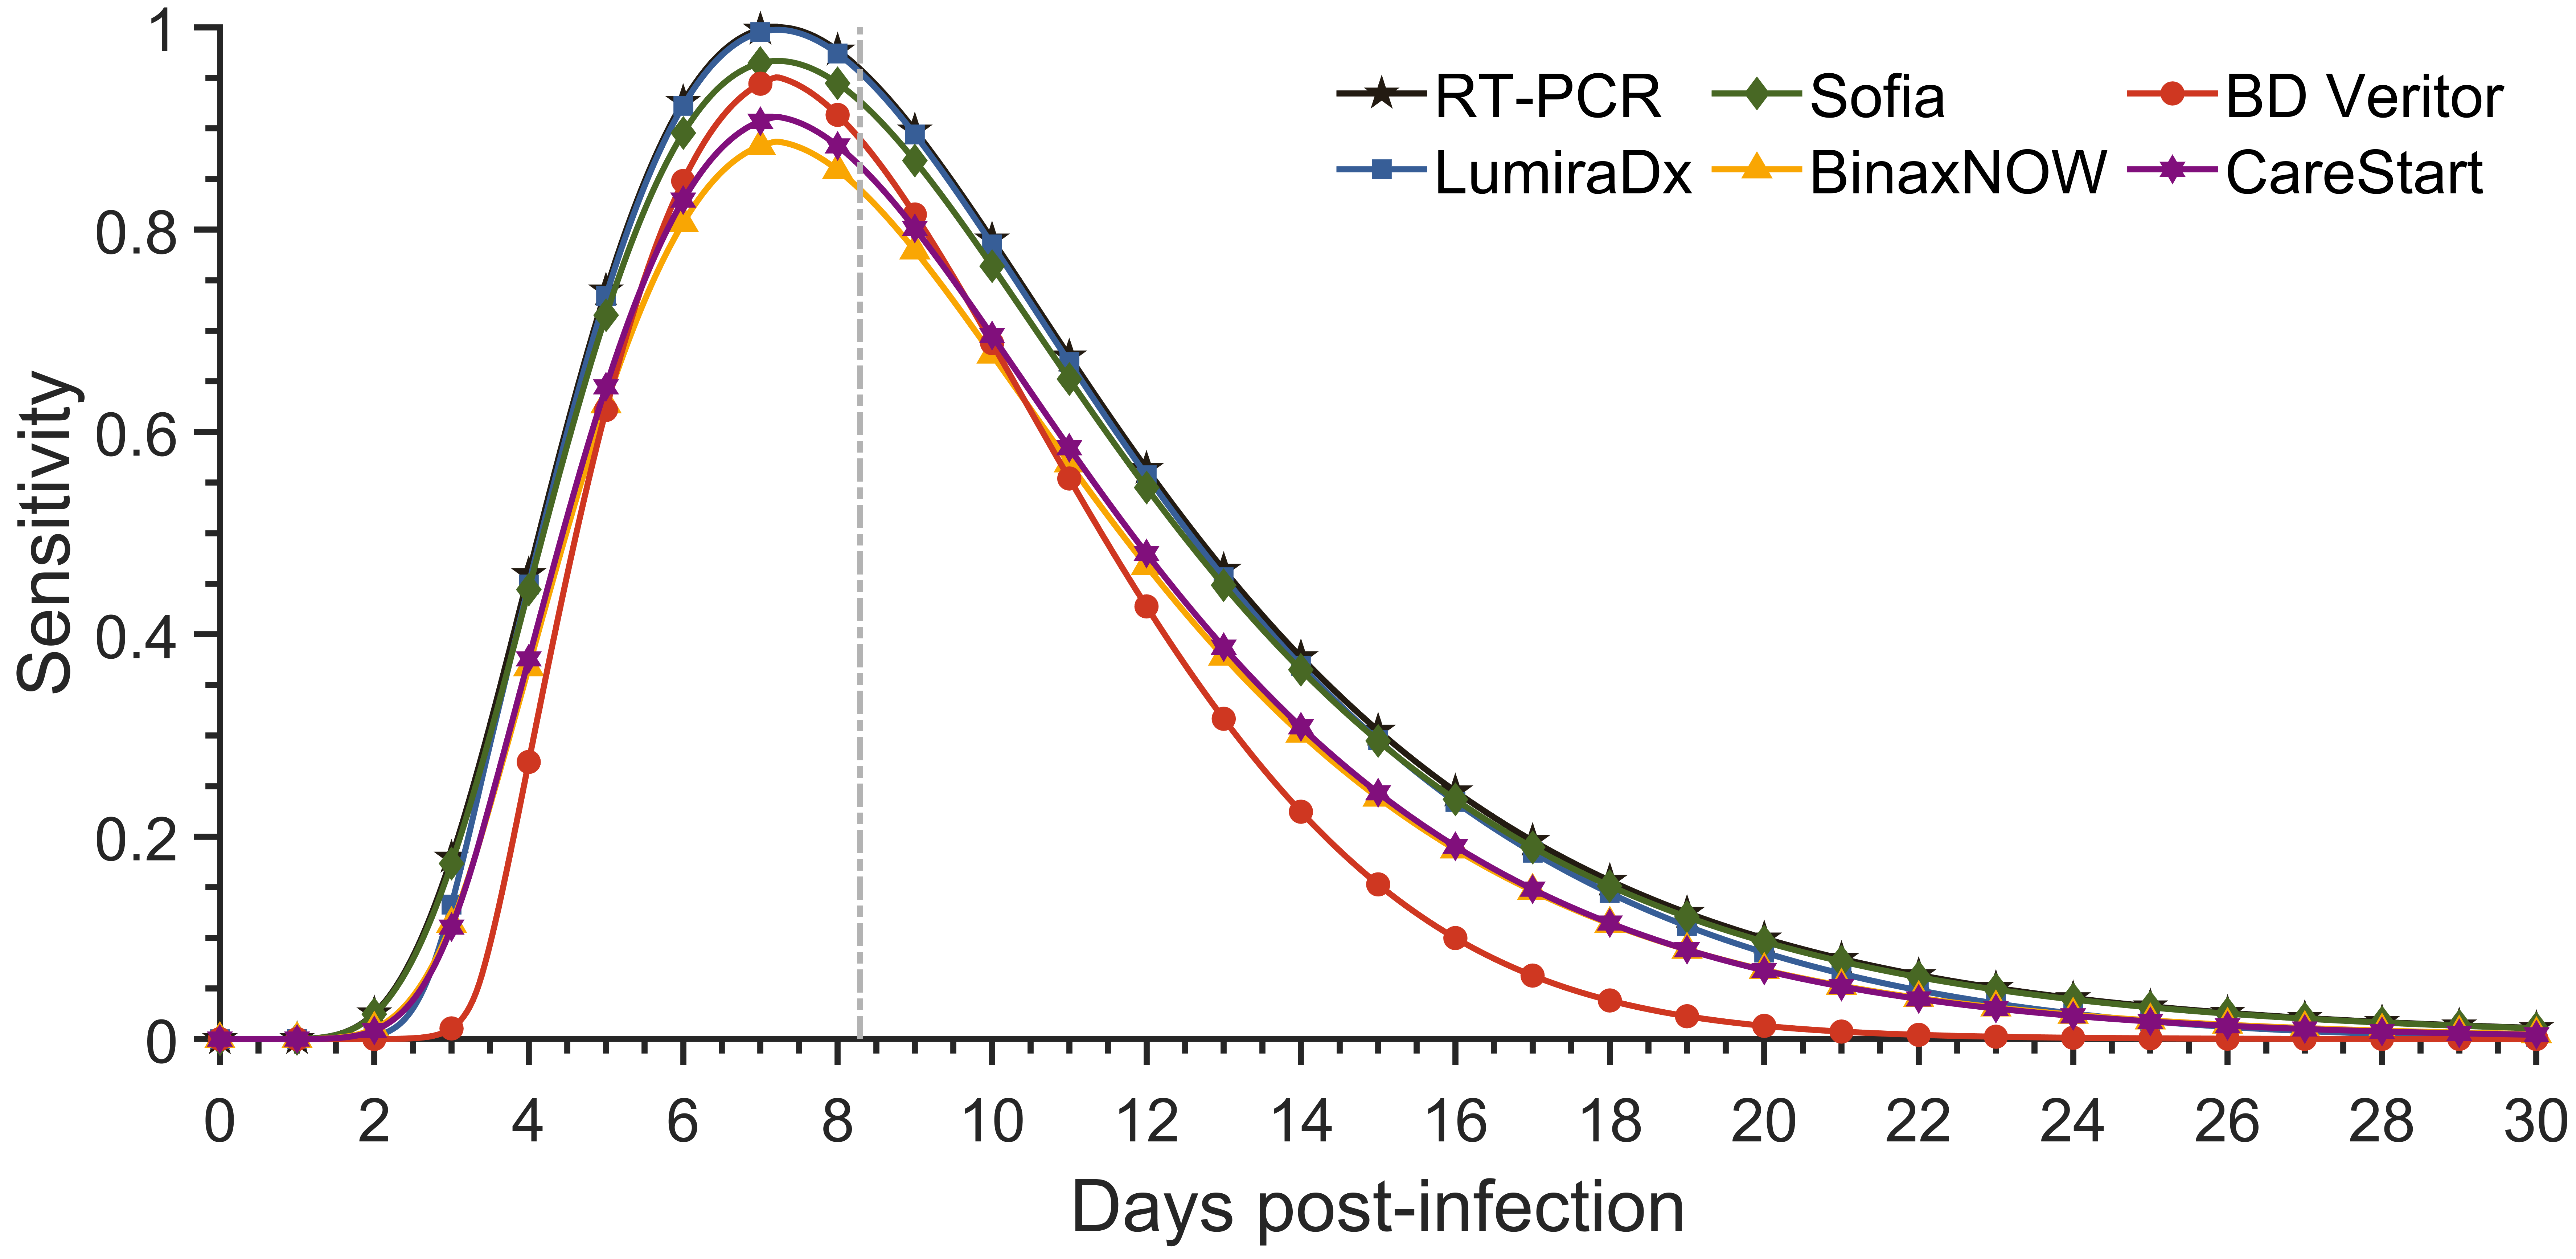 1
0.8
0.6
0.4
0.2
0
Sensitivity
RT-PCR Sofia BD Veritor
LumiraDx BinaxNOW CareStart
0 2 4 6 8 10 12 14 16 18 20 22 24 26 28 30
Days post-infection